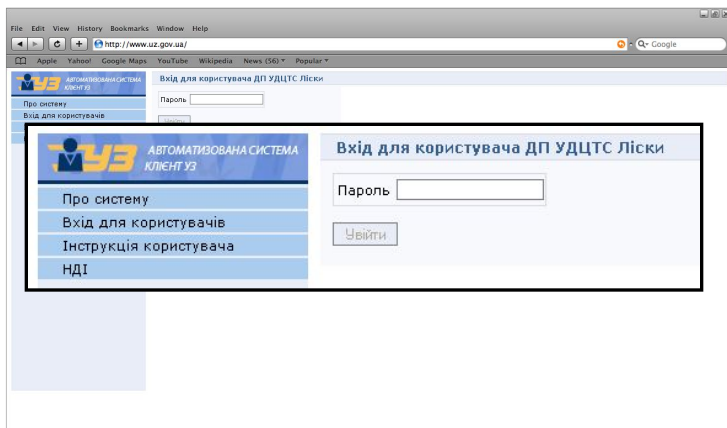 File Edit View History Bookmarks Window Help
http://www.uz.gov.ua/
Google
Apple Yahoo! Google Maps YouTube Wikipedia News (56) Popular
УЗ АВТОМАТИЗОВАНА СИСТЕМА
КЛІЄНТ УЗ
Вхід для користувача ДП УДЦТС Ліски
Про систему
Вхід для користувачів
Пароль
Увійти
УЗ АВТОМАТИЗОВАНА СИСТЕМА
КЛІЄНТ УЗ
Про систему
Вхід для користувачів
Інструкція користувача
НДІ
Вхід для користувача ДП УДЦТС Ліски
Пароль
Увійти